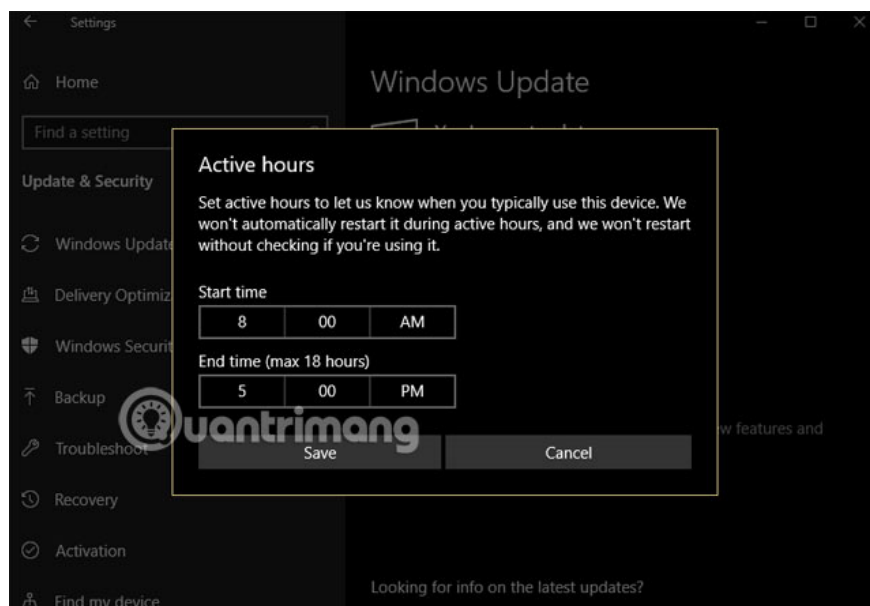 Settings
Home
Windows Update
Find a setting
Update & Security
Active hours
Set active hours to let us know when you typically use this device. We
won't automatically restart it during active hours, and we won't restart
without checking if you're using it.
Windows Update
Delivery Optimiz
Start time
8 00 AM
Windows Securit
End time (max 18 hours)
5 00 PM
Backup
uantrimang
w features and
Troubleshoot
Save Cancel
Recovery
Activation
Looking for info on the latest updates?
Find my device